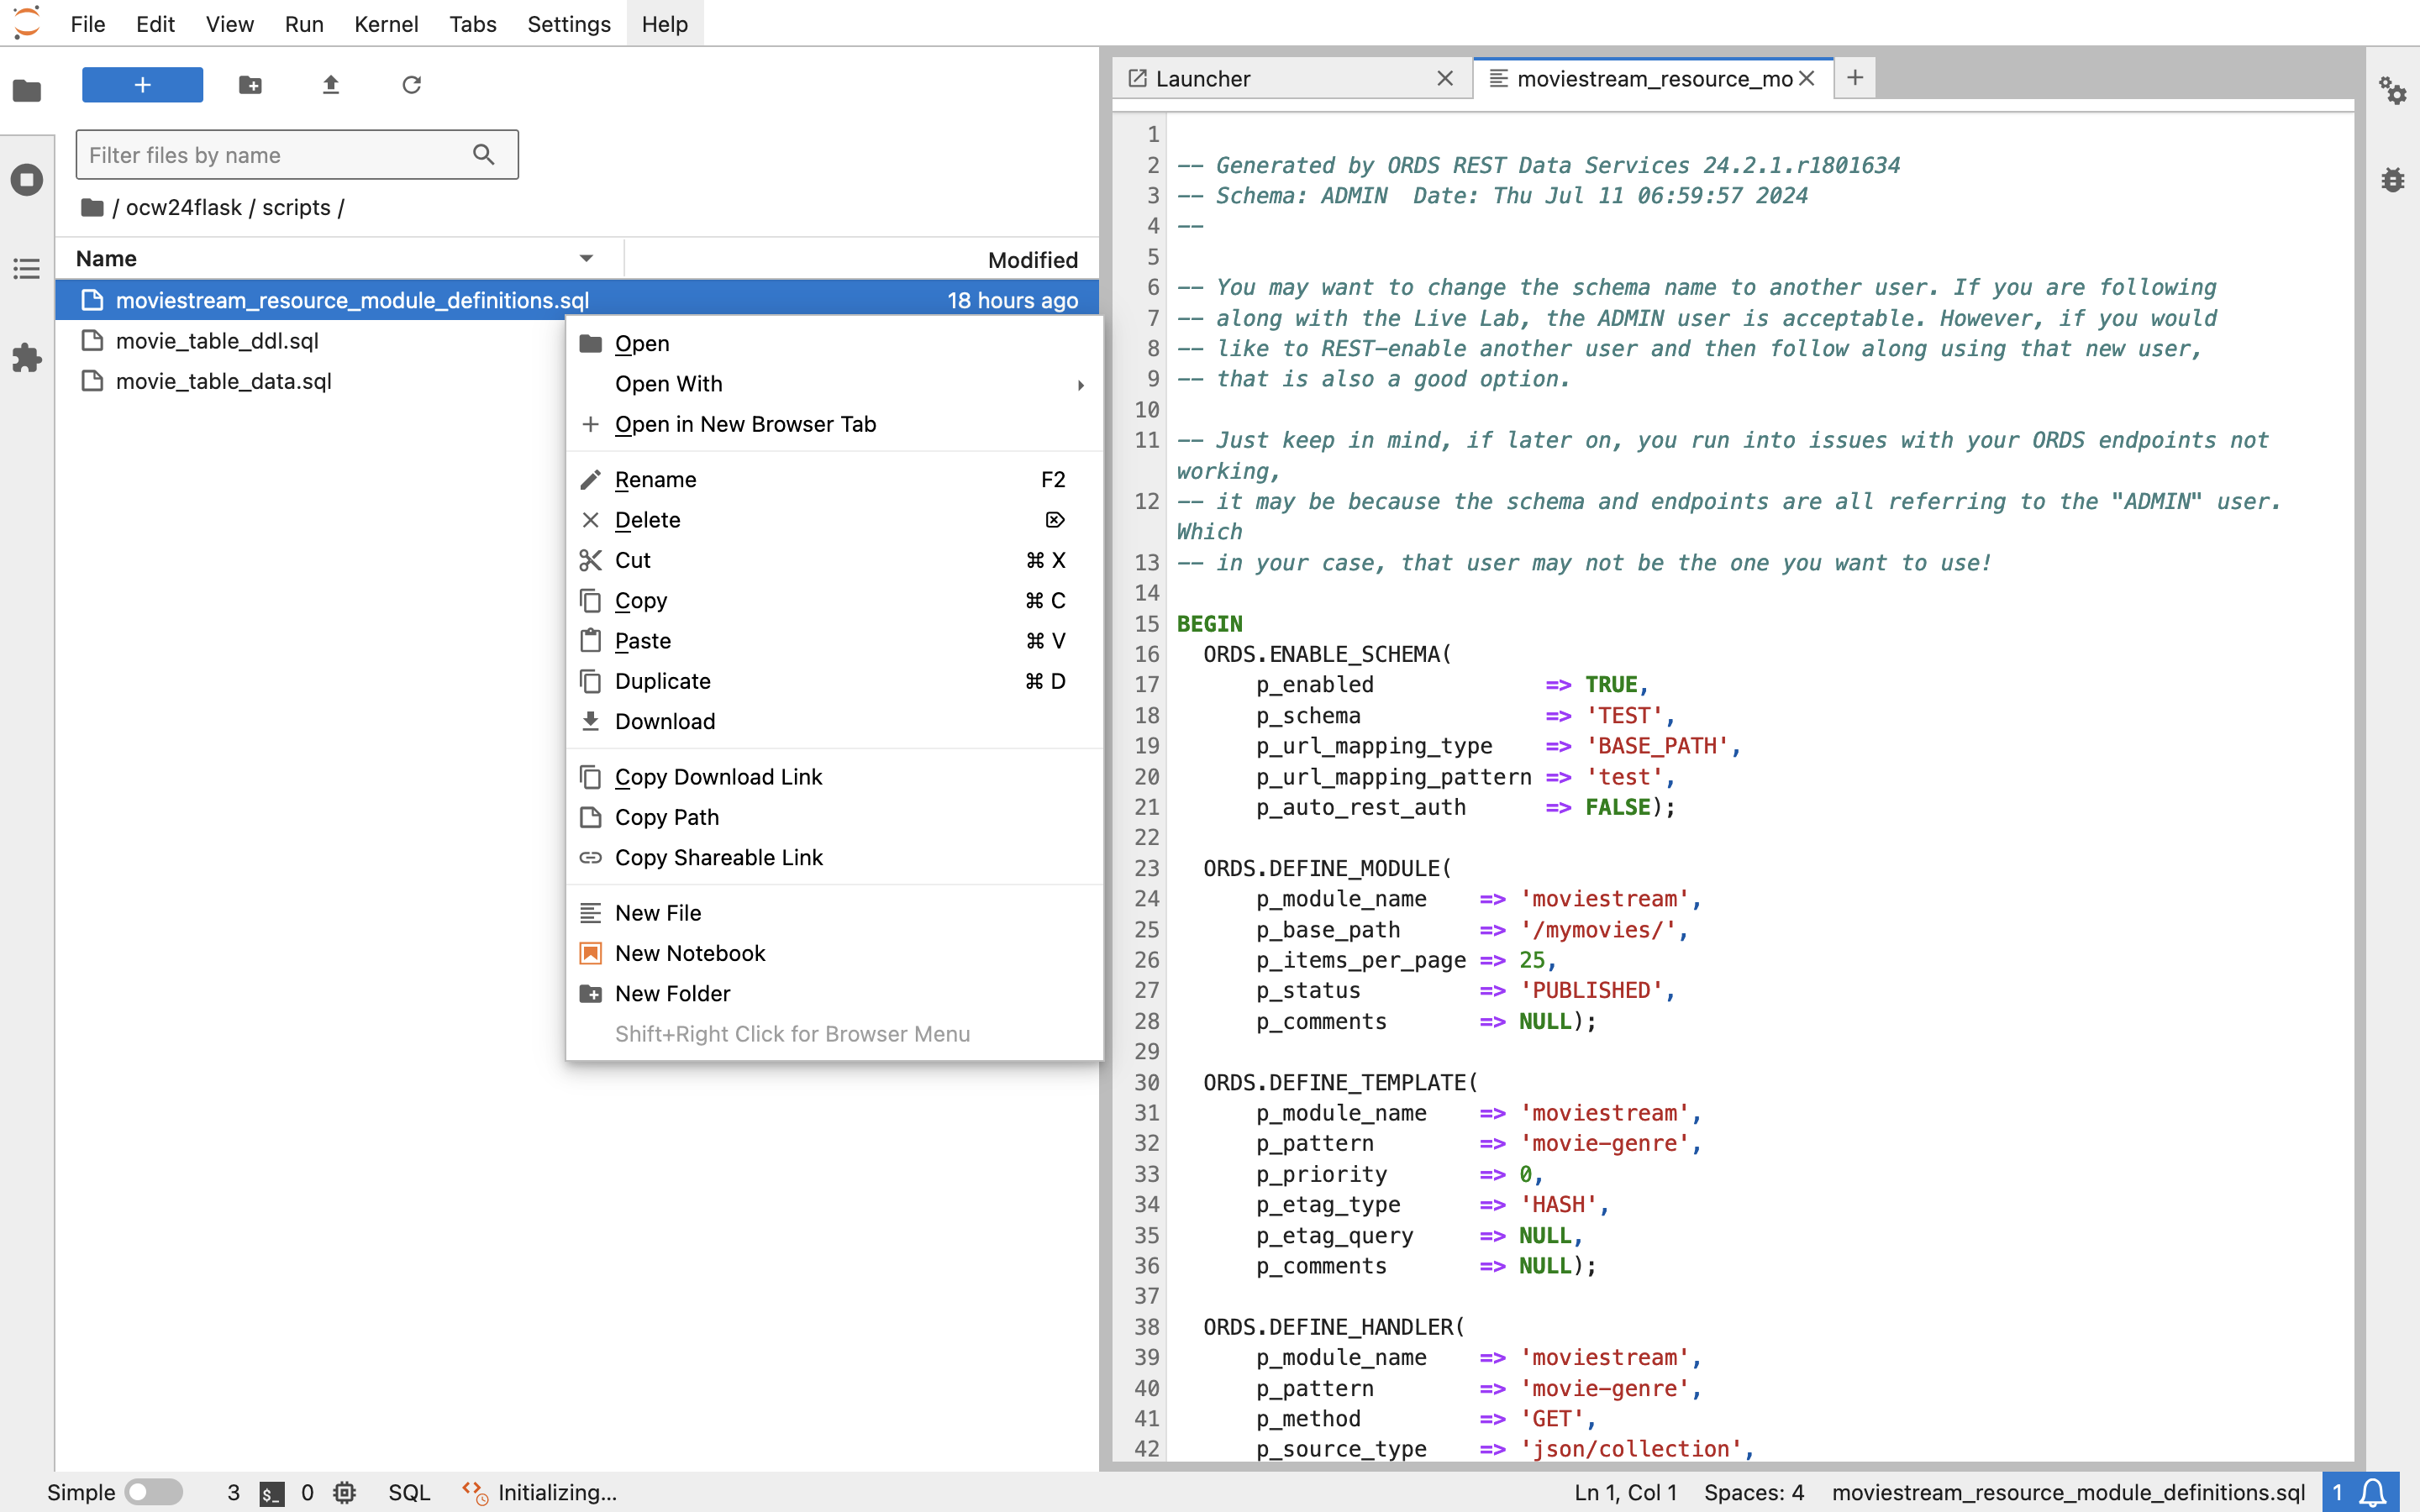 File Edit View Run Kernel Tabs Settings Help
Filter files by name
/ ocw24flask / scripts /
Name Modified
moviestream_resource_module_definitions.sql 18 hours ago
movie_table_ddl.sql
movie_table_data.sql
Open
Open With
Open in New Browser Tab
Rename F2
Delete
Cut ⌘ X
Copy ⌘ C
Paste ⌘ V
Duplicate ⌘ D
Download
Copy Download Link
Copy Path
Copy Shareable Link
New File
New Notebook
New Folder
Shift+Right Click for Browser Menu
Launcher moviestream_resource_mo
1
2 -- Generated by ORDS REST Data Services 24.2.1.r1801634
3 -- Schema: ADMIN  Date: Thu Jul 11 06:59:57 2024
4 --
5
6 -- You may want to change the schema name to another user. If you are following
7 -- along with the Live Lab, the ADMIN user is acceptable. However, if you would
8 -- like to REST-enable another user and then follow along using that new user,
9 -- that is also a good option.
10
11 -- Just keep in mind, if later on, you run into issues with your ORDS endpoints not
working,
12 -- it may be because the schema and endpoints are all referring to the "ADMIN" user.
Which
13 -- in your case, that user may not be the one you want to use!
14
15 BEGIN
16 ORDS.ENABLE_SCHEMA(
17 p_enabled => TRUE,
18 p_schema => 'TEST',
19 p_url_mapping_type => 'BASE_PATH',
20 p_url_mapping_pattern => 'test',
21 p_auto_rest_auth => FALSE);
22
23 ORDS.DEFINE_MODULE(
24 p_module_name => 'moviestream',
25 p_base_path => '/mymovies/',
26 p_items_per_page => 25,
27 p_status => 'PUBLISHED',
28 p_comments => NULL);
29
30 ORDS.DEFINE_TEMPLATE(
31 p_module_name => 'moviestream',
32 p_pattern => 'movie-genre',
33 p_priority => 0,
34 p_etag_type => 'HASH',
35 p_etag_query => NULL,
36 p_comments => NULL);
37
38 ORDS.DEFINE_HANDLER(
39 p_module_name => 'moviestream',
40 p_pattern => 'movie-genre',
41 p_method => 'GET',
42 p_source_type => 'json/collection',
Simple 3 $_ 0 SQL Initializing... Ln 1, Col 1 Spaces: 4 moviestream_resource_module_definitions.sql 1